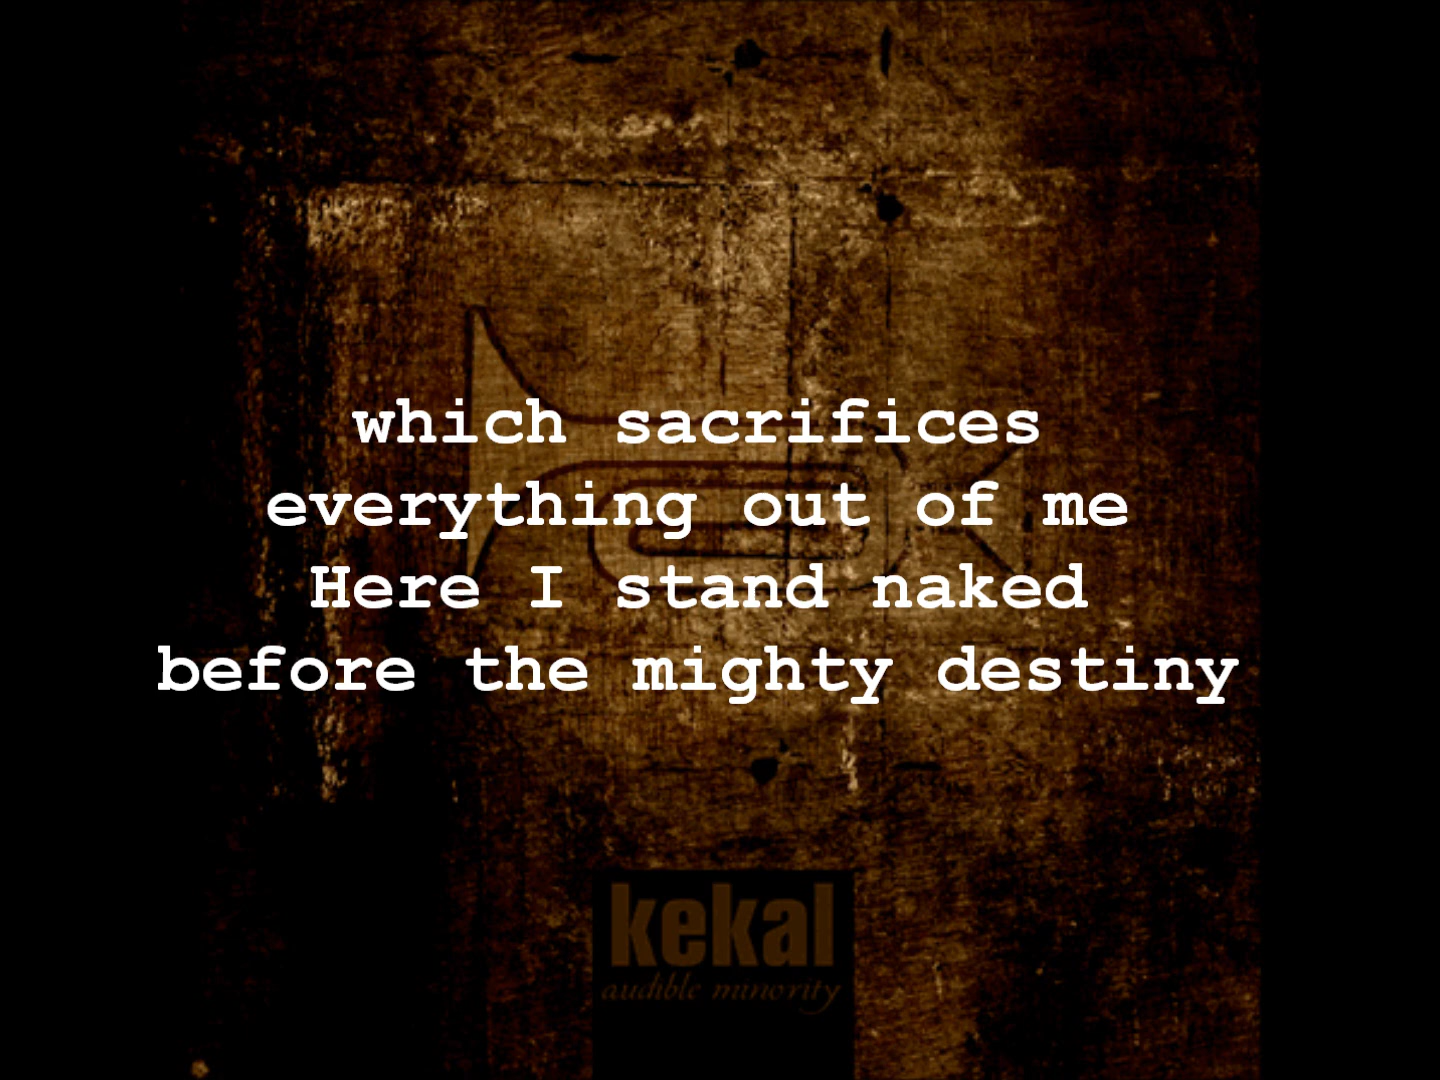 which sacrifices
everything out of me
Here I stand naked
before the mighty destiny
kekal
audible minority